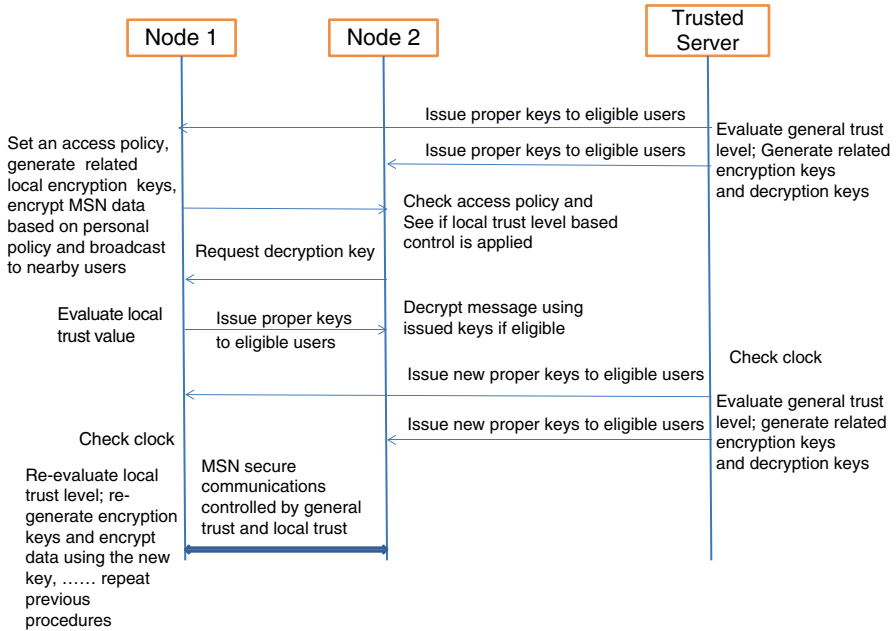 Node 1
Node 2
Trusted
Server
Issue proper keys to eligible users
Evaluate general trust
level; Generate related
encryption keys
and decryption keys
Issue proper keys to eligible users
Set an access policy,
generate related
local encryption keys,
encrypt MSN data
based on personal
policy and broadcast
to nearby users
Check access policy and
See if local trust level based
control is applied
Request decryption key
Evaluate local
trust value
Issue proper keys
to eligible users
Decrypt message using
issued keys if eligible
Check clock
Issue new proper keys to eligible users
Evaluate general trust
level; generate related
encryption keys
and decryption keys
Issue new proper keys to eligible users
Check clock
Re-evaluate local
trust level; re-
generate encryption
keys and encrypt
data using the new
key, …… repeat
previous
procedures
MSN secure
communications
controlled by general
trust and local trust